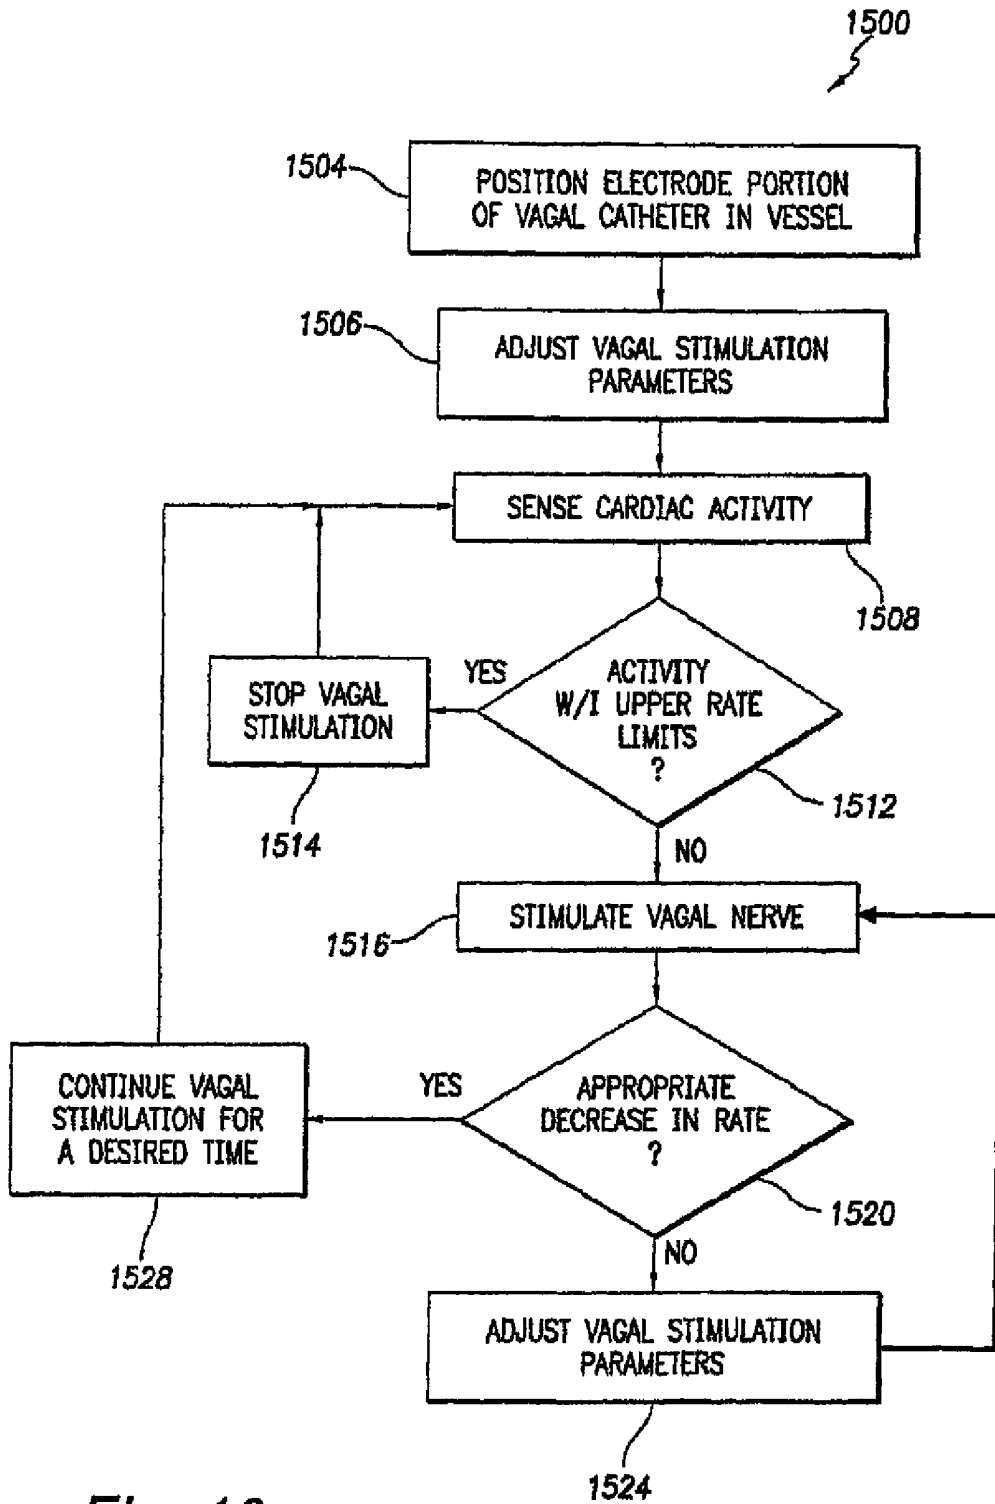 1500
1504
POSITION ELECTRODE PORTION
OF VAGAL CATHETER IN VESSEL
1506
ADJUST VAGAL STIMULATION
PARAMETERS
SENSE CARDIAC ACTIVITY
1508
YES
ACTIVITY
W/I UPPER RATE
LIMITS
?
STOP VAGAL
STIMULATION
1512
1514
NO
STIMULATE VAGAL NERVE
1516
YES
APPROPRIATE
DECREASE IN RATE
?
CONTINUE VAGAL
STIMULATION FOR
A DESIRED TIME
1520
1528
NO
ADJUST VAGAL STIMULATION
PARAMETERS
1524